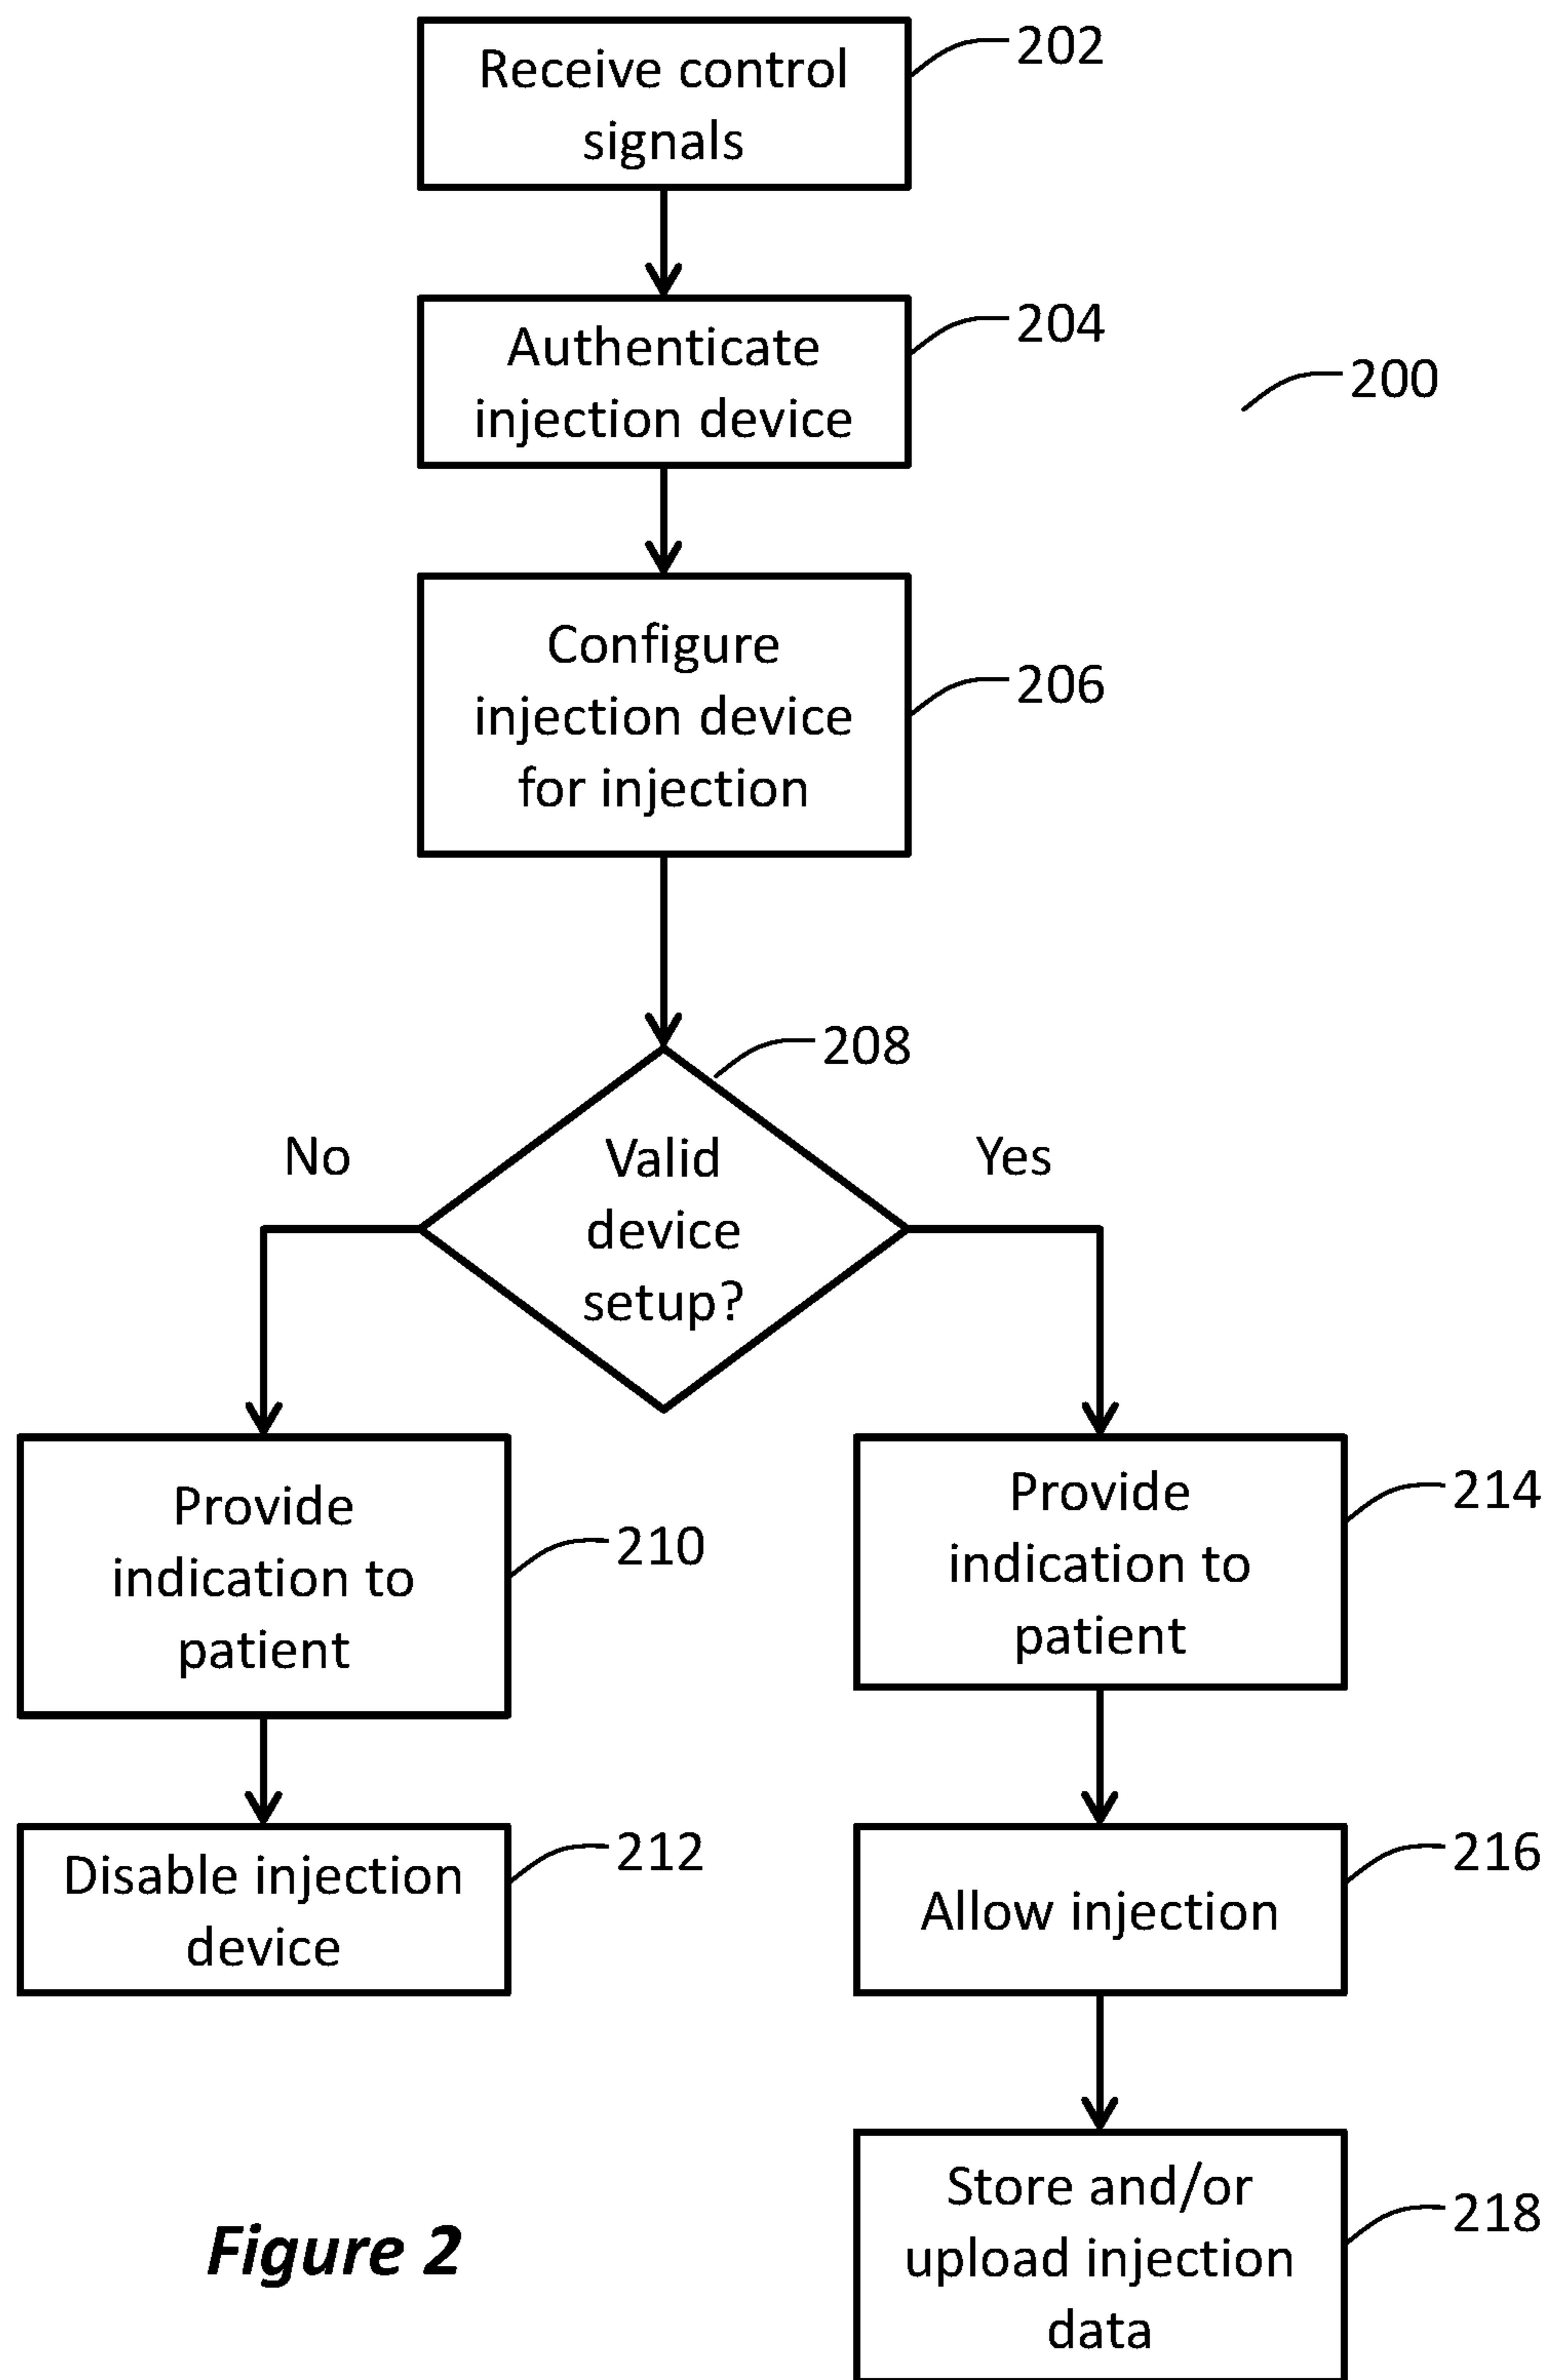 Receive control
signals
202
Authenticate
injection device
204
200
Configure
injection device
for injection
206
208
Valid
device
setup?
No
Yes
Provide
indication to
patient
210
Provide
indication to
patient
214
Disable injection
device
212
Allow injection
216
Store and/or
upload injection
data
218
Figure 2